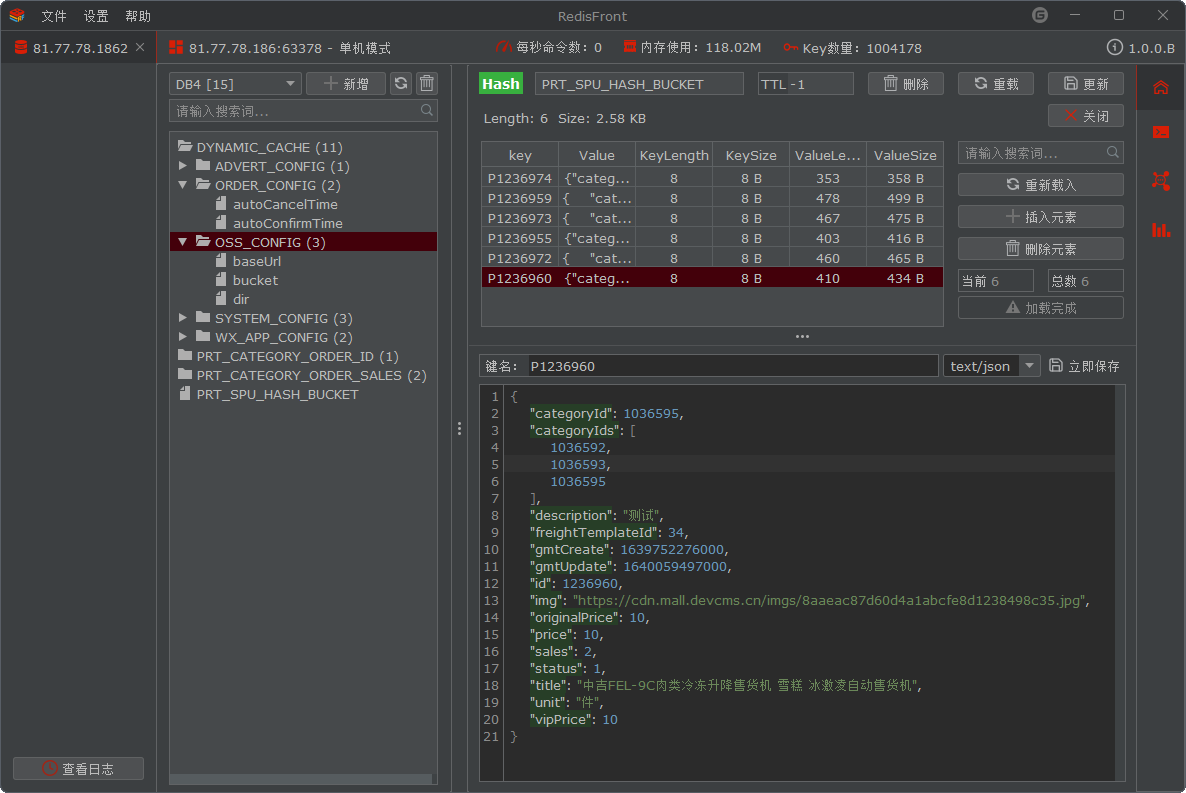 文件 设置 帮助 RedisFront
81.77.78.1862 81.77.78.186:63378 - 单机模式 每秒命令数：0 内存使用：118.02M Key数量：1004178 1.0.0.B
DB4 [15] 新增
请输入搜索词...
DYNAMIC_CACHE (11)
ADVERT_CONFIG (1)
ORDER_CONFIG (2)
autoCancelTime
autoConfirmTime
OSS_CONFIG (3)
baseUrl
bucket
dir
SYSTEM_CONFIG (3)
WX_APP_CONFIG (2)
PRT_CATEGORY_ORDER_ID (1)
PRT_CATEGORY_ORDER_SALES (2)
PRT_SPU_HASH_BUCKET
查看日志
Hash PRT_SPU_HASH_BUCKET TTL -1 删除 重载 更新
Length: 6 Size: 2.58 KB 关闭
key Value KeyLength KeySize ValueLe... ValueSize
P1236974 {"categ... 8 8 B 353 358 B
P1236959 { "cat... 8 8 B 478 499 B
P1236973 { "cat... 8 8 B 467 475 B
P1236955 {"categ... 8 8 B 403 416 B
P1236972 { "cat... 8 8 B 460 465 B
P1236960 {"categ... 8 8 B 410 434 B
请输入搜索词...
重新载入
插入元素
删除元素
当前 6 总数 6
加载完成
键名： P1236960 text/json 立即保存
1 {
2 "categoryId": 1036595,
3 "categoryIds": [
4 1036592,
5 1036593,
6 1036595
7 ],
8 "description": "测试",
9 "freightTemplateId": 34,
10 "gmtCreate": 1639752276000,
11 "gmtUpdate": 1640059497000,
12 "id": 1236960,
13 "img": "https://cdn.mall.devcms.cn/imgs/8aaeac87d60d4a1abcfe8d1238498c35.jpg",
14 "originalPrice": 10,
15 "price": 10,
16 "sales": 2,
17 "status": 1,
18 "title": "中吉FEL-9C肉类冷冻升降售货机 雪糕 冰激凌自动售货机",
19 "unit": "件",
20 "vipPrice": 10
21 }